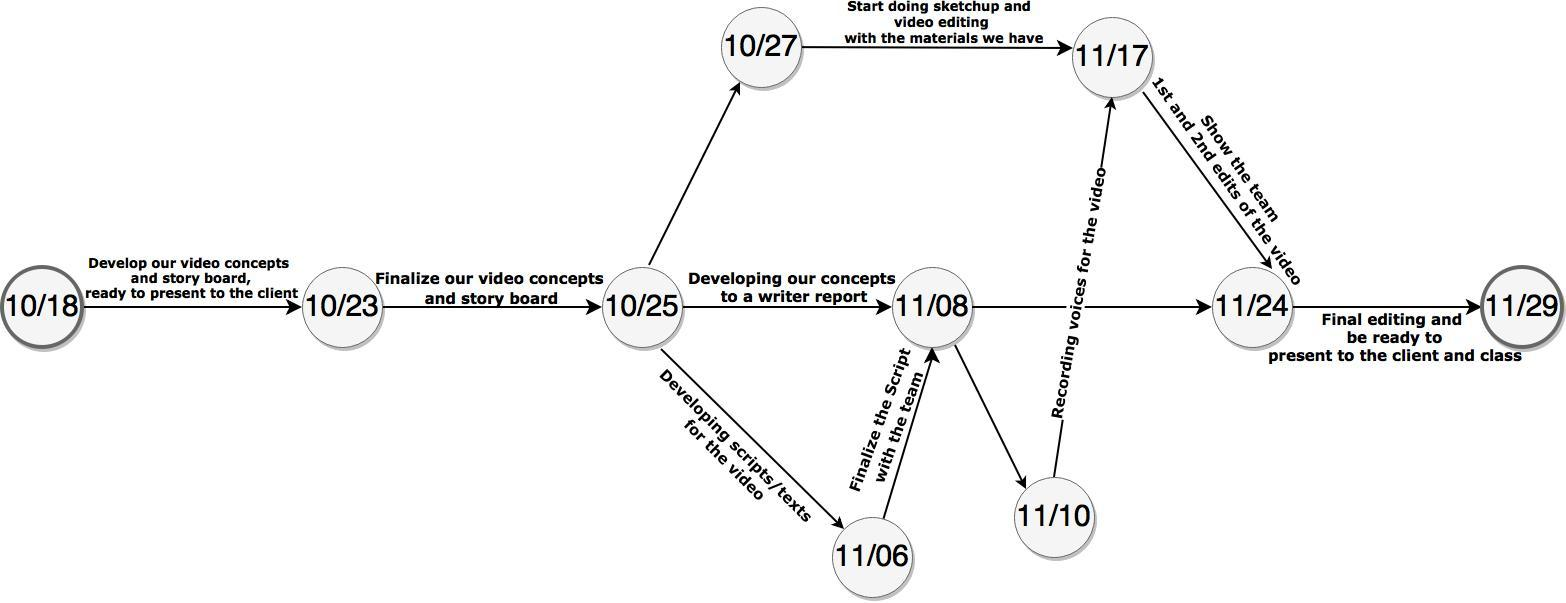 Start doing sketchup and
video editing
with the materials we have
10/27
11/17
Show the team
1st and 2nd edits of the video
Develop our video concepts
and story board,
ready to present to the client
Finalize our video concepts
and story board
Developing our concepts
to a writer report
10/18
10/23
10/25
11/08
11/24
11/29
Recording voices for the video
Final editing and
be ready to
present to the client and class
Developing scripts/texts
for the video
Finalize the Script
with the team
11/10
11/06